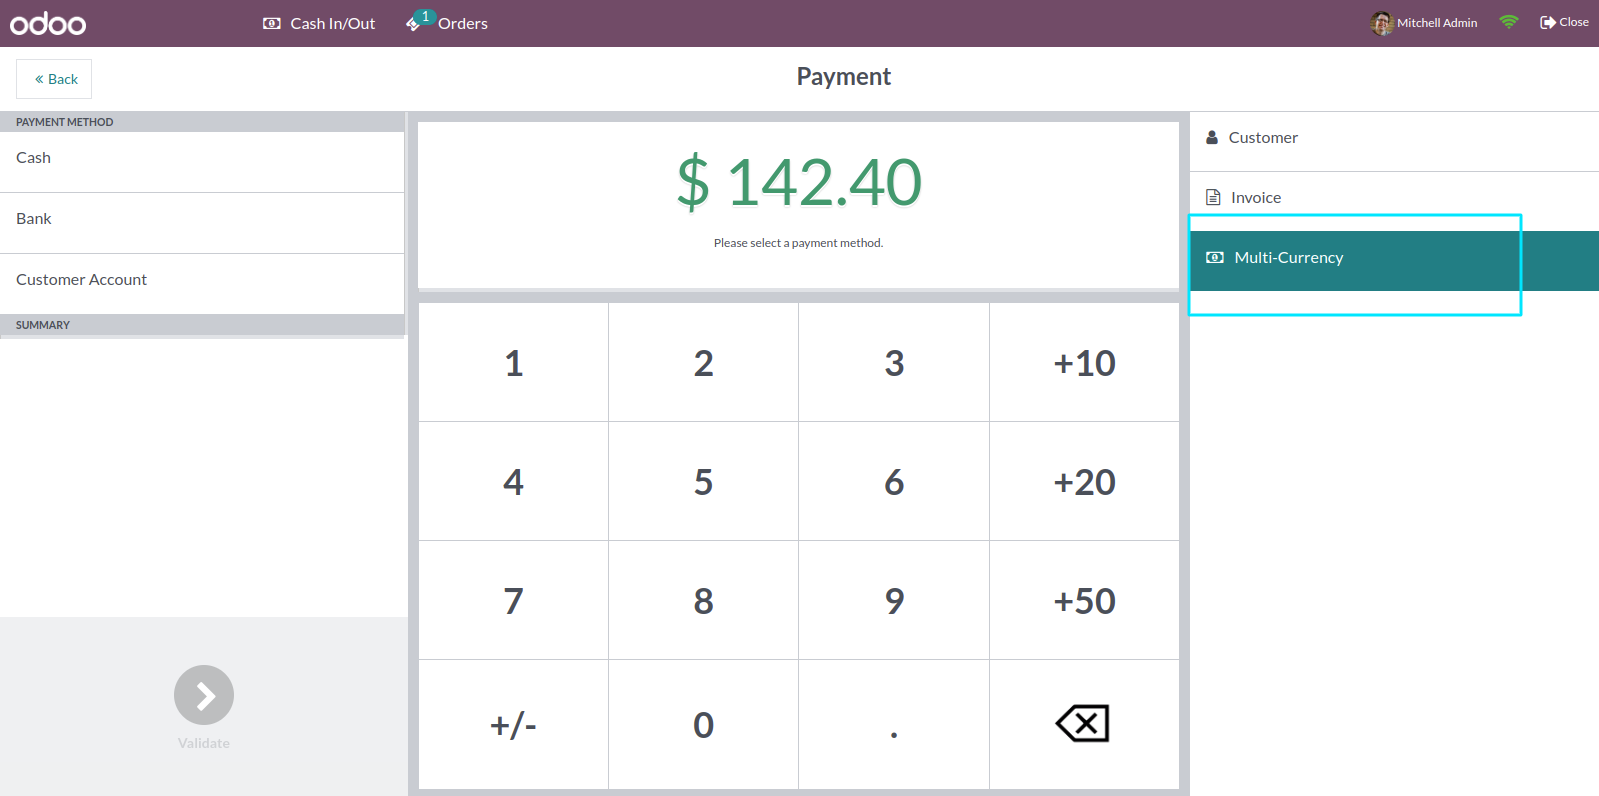 odoo
Cash In/Out
1
Orders
Mitchell Admin
Close
« Back
Payment
PAYMENT METHOD
Cash
Bank
Customer Account
SUMMARY
Validate
$ 142.40
Please select a payment method.
1 2 3 +10
4 5 6 +20
7 8 9 +50
+/- 0 .
Customer
Invoice
Multi-Currency